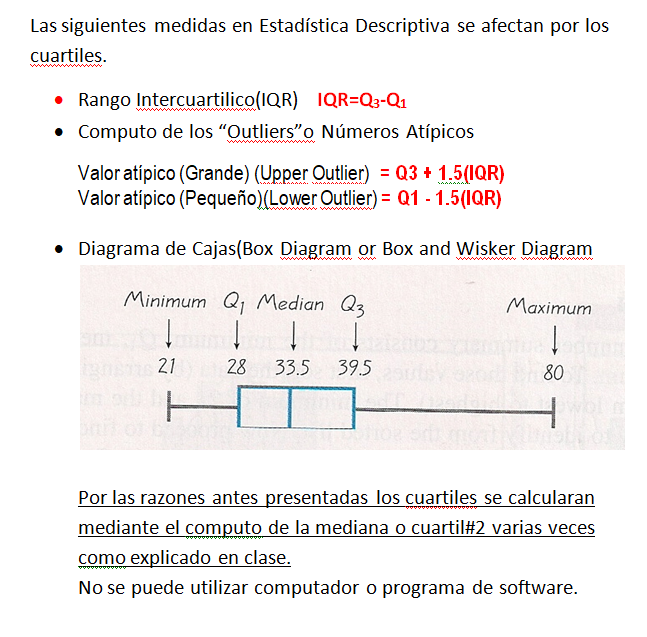 Las siguientes medidas en Estadística Descriptiva se afectan por los
cuartiles.
• Rango Intercuartilico(IQR) IQR=Q3-Q1
• Computo de los “Outliers”o Números Atípicos
Valor atípico (Grande) (Upper Outlier) = Q3 + 1.5(IQR)
Valor atípico (Pequeño)(Lower Outlier) = Q1 - 1.5(IQR)
• Diagrama de Cajas(Box Diagram or Box and Wisker Diagram
Minimum Q1 Median Q3 Maximum
21 28 33.5 39.5 80
Por las razones antes presentadas los cuartiles se calcularan
mediante el computo de la mediana o cuartil#2 varias veces
como explicado en clase.
No se puede utilizar computador o programa de software.